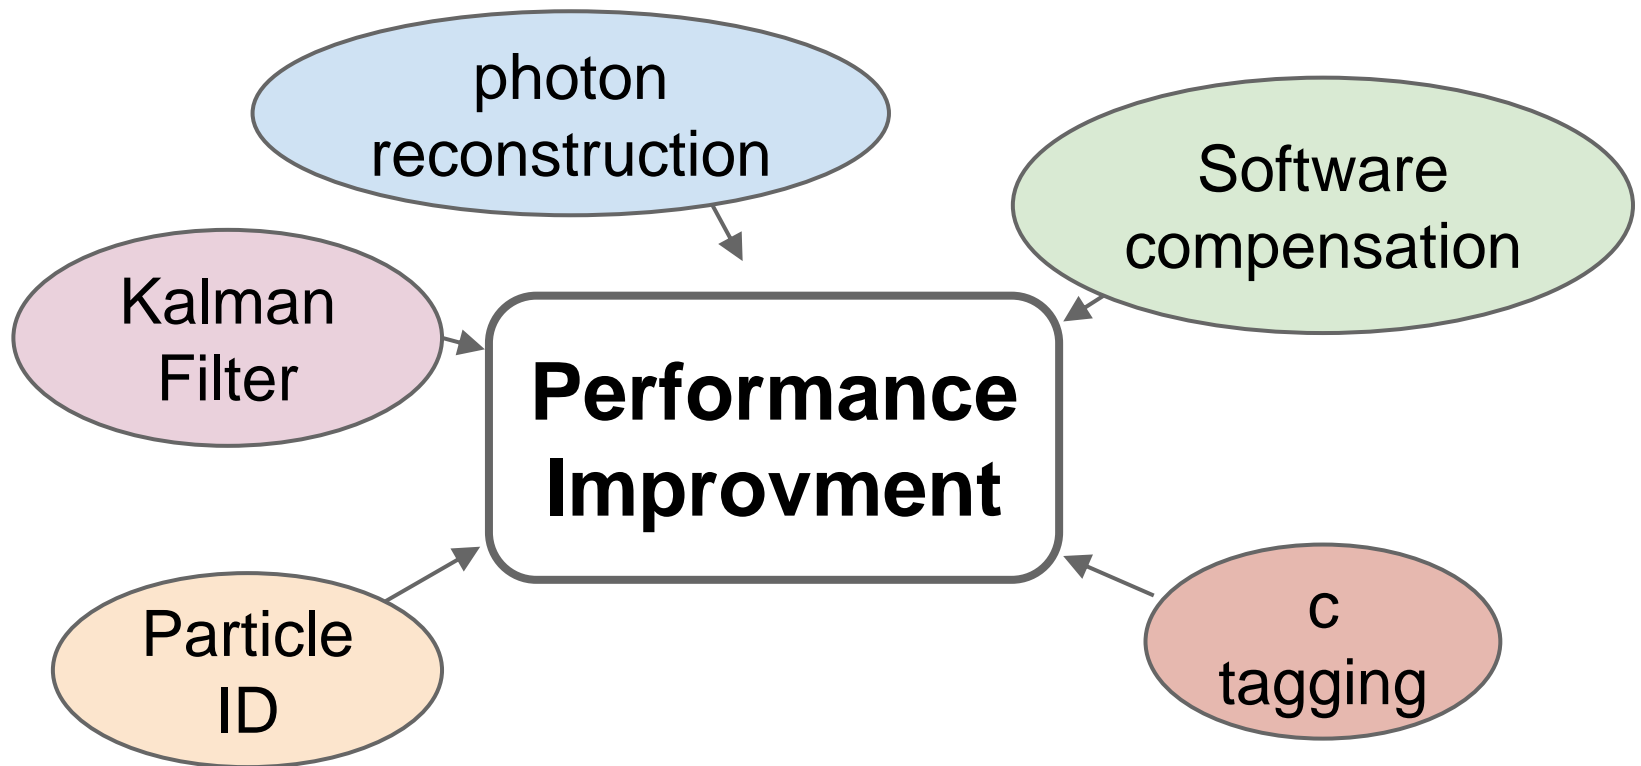 photon
reconstruction
Software
compensation
Kalman
Filter
Performance
Improvment
Particle
ID
c
tagging